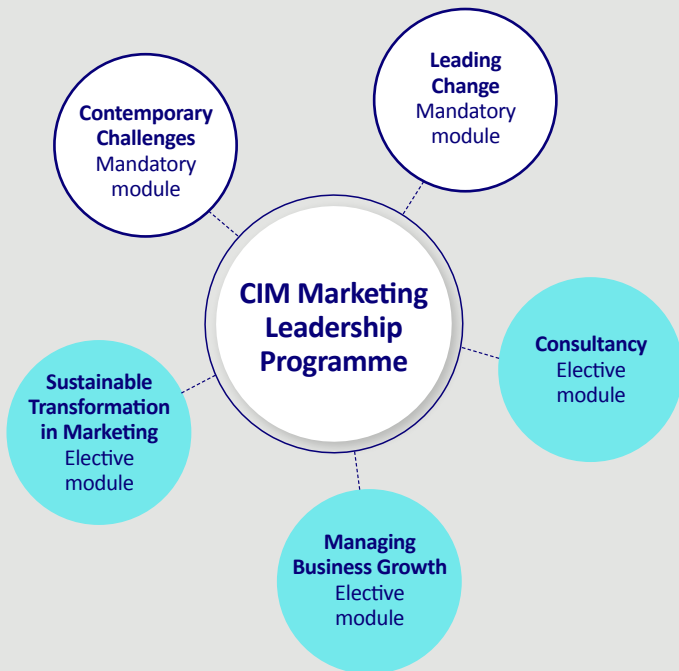 Leading
Change
Mandatory
module
Contemporary
Challenges
Mandatory
module
CIM Marketing
Leadership
Programme
Consultancy
Elective
module
Sustainable
Transformation
in Marketing
Elective
module
Managing
Business Growth
Elective
module